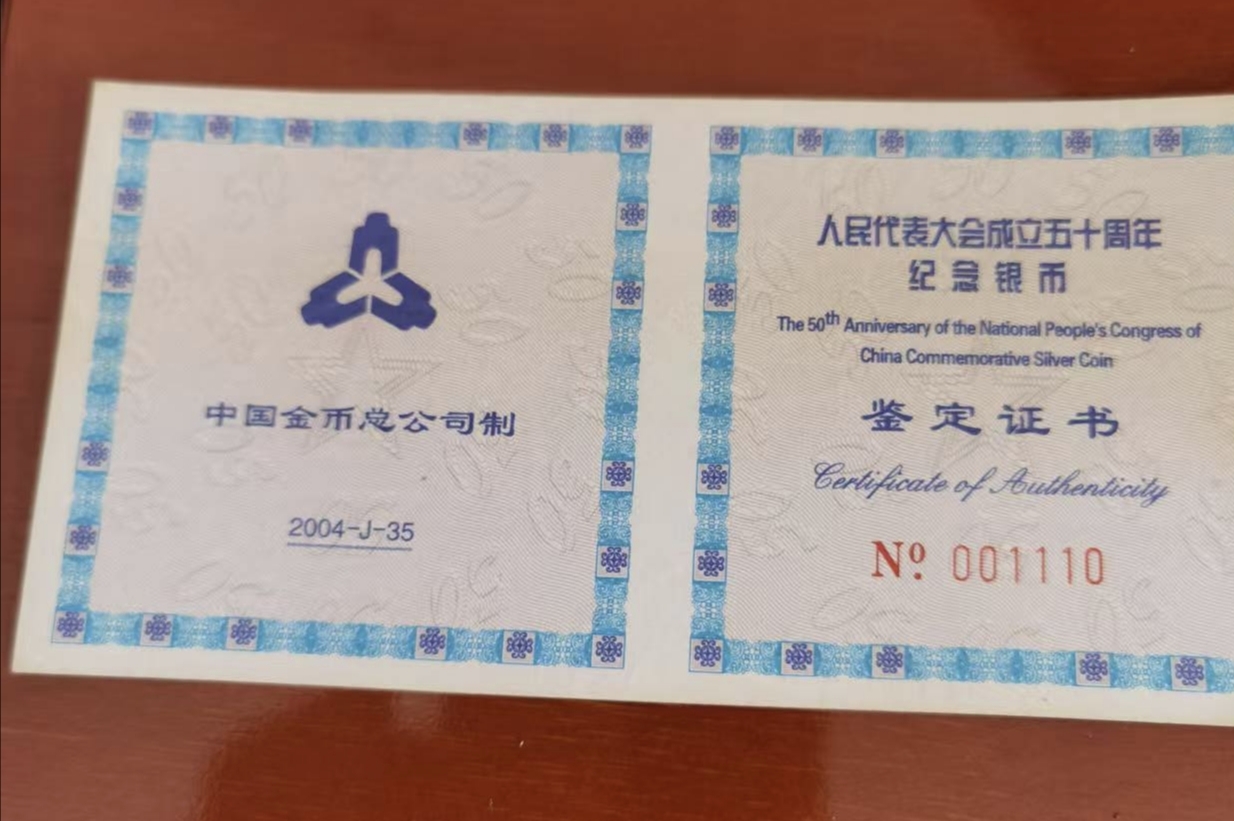 中国金币总公司制
2004-J-35
人民代表大会成立五十周年
纪念银币
The 50th Anniversary of the National People's Congress of
China Commemorative Silver Coin
鉴定证书
Certificate of Authenticity
Nº 001110